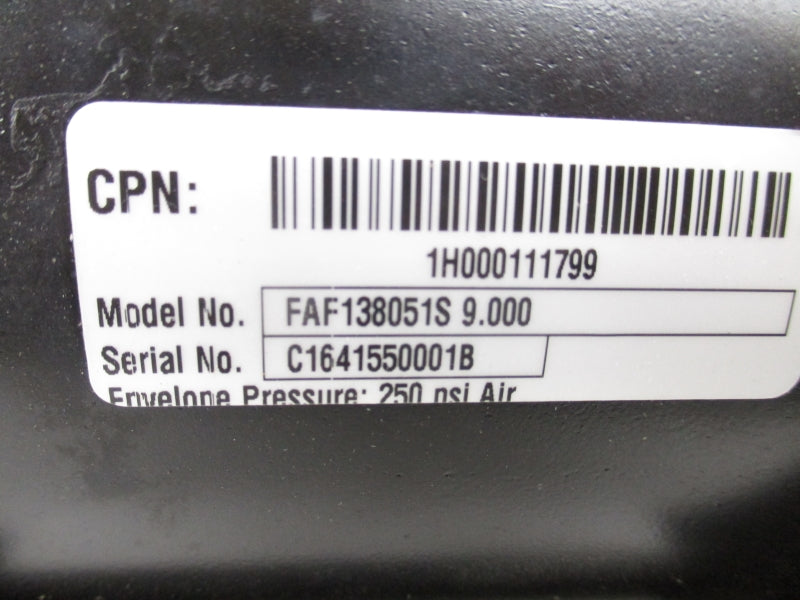 CPN:
1H000111799
Model No. FAF138051S 9.000
Serial No. C1641550001B
Envelope Pressure: 250 psi Air